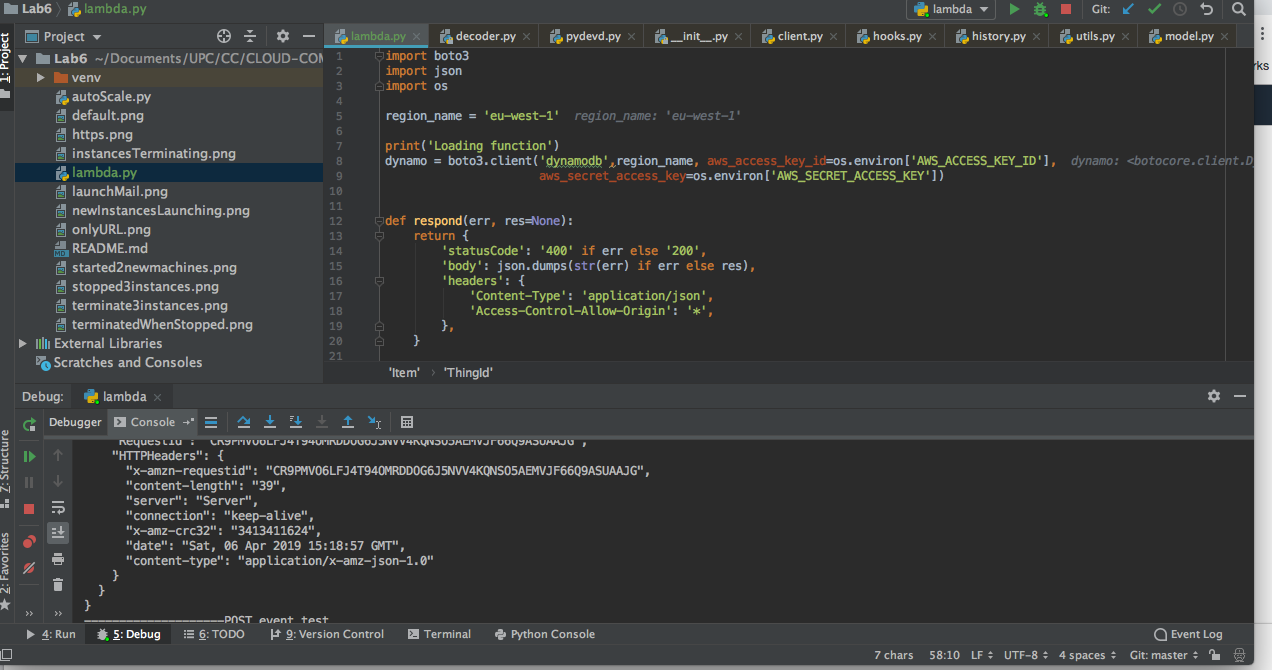 Lab6 lambda.py lambda Git:
Project lambda.py decoder.py pydevd.py __init__.py client.py hooks.py history.py utils.py model.py
1: Project
Lab6 ~/Documents/UPC/CC/CLOUD-COM
venv
autoScale.py
default.png
https.png
instancesTerminating.png
lambda.py
launchMail.png
newInstancesLaunching.png
onlyURL.png
README.md
started2newmachines.png
stopped3instances.png
terminate3instances.png
terminatedWhenStopped.png
External Libraries
Scratches and Consoles
1 import boto3
2 import json
3 import os
4
5 region_name = 'eu-west-1' region_name: 'eu-west-1'
6
7 print('Loading function')
8 dynamo = boto3.client('dynamodb',region_name, aws_access_key_id=os.environ['AWS_ACCESS_KEY_ID'], dynamo: <botocore.client.D
9 aws_secret_access_key=os.environ['AWS_SECRET_ACCESS_KEY'])
10
11
12 def respond(err, res=None):
13 return {
14 'statusCode': '400' if err else '200',
15 'body': json.dumps(str(err) if err else res),
16 'headers': {
17 'Content-Type': 'application/json',
18 'Access-Control-Allow-Origin': '*',
19 },
20 }
21
'Item' › 'ThingId'
rks
Debug: lambda
Debugger Console
"RequestId": "CR9PMVO6LFJ4T94OMRDDOG6J5NVV4KQNSO5AEMVJF66Q9ASUAAJG",
"HTTPHeaders": {
"x-amzn-requestid": "CR9PMVO6LFJ4T94OMRDDOG6J5NVV4KQNSO5AEMVJF66Q9ASUAAJG",
"content-length": "39",
"server": "Server",
"connection": "keep-alive",
"x-amz-crc32": "3413411624",
"date": "Sat, 06 Apr 2019 15:18:57 GMT",
"content-type": "application/x-amz-json-1.0"
}
}
}
--------------------POST event test
7: Structure
2: Favorites
4: Run 5: Debug 6: TODO 9: Version Control Terminal Python Console Event Log
7 chars 58:10 LF UTF-8 4 spaces Git: master